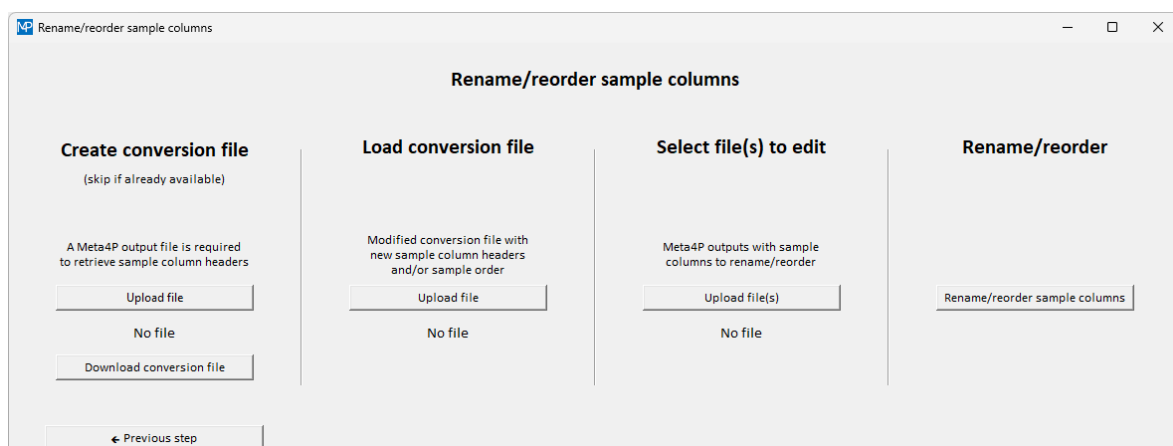 MP Rename/reorder sample columns
Rename/reorder sample columns
Create conversion file
(skip if already available)
A Meta4P output file is required
to retrieve sample column headers
Upload file
No file
Download conversion file
Load conversion file
Modified conversion file with
new sample column headers
and/or sample order
Upload file
No file
Select file(s) to edit
Meta4P outputs with sample
columns to rename/reorder
Upload file(s)
No file
Rename/reorder
Rename/reorder sample columns
← Previous step